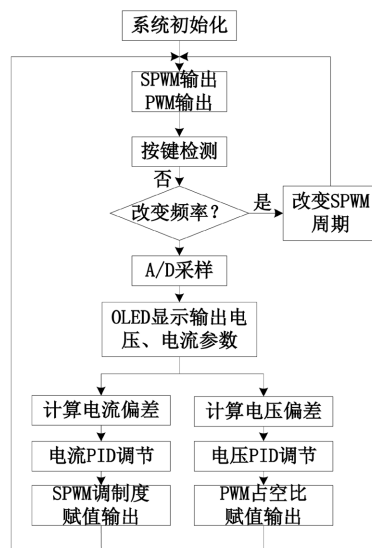 系统初始化
SPWM输出
PWM输出
按键检测
否
改变频率？
是
改变SPWM
周期
A/D采样
OLED显示输出电
压、电流参数
计算电流偏差
计算电压偏差
电流PID调节
电压PID调节
SPWM调制度
赋值输出
PWM占空比
赋值输出